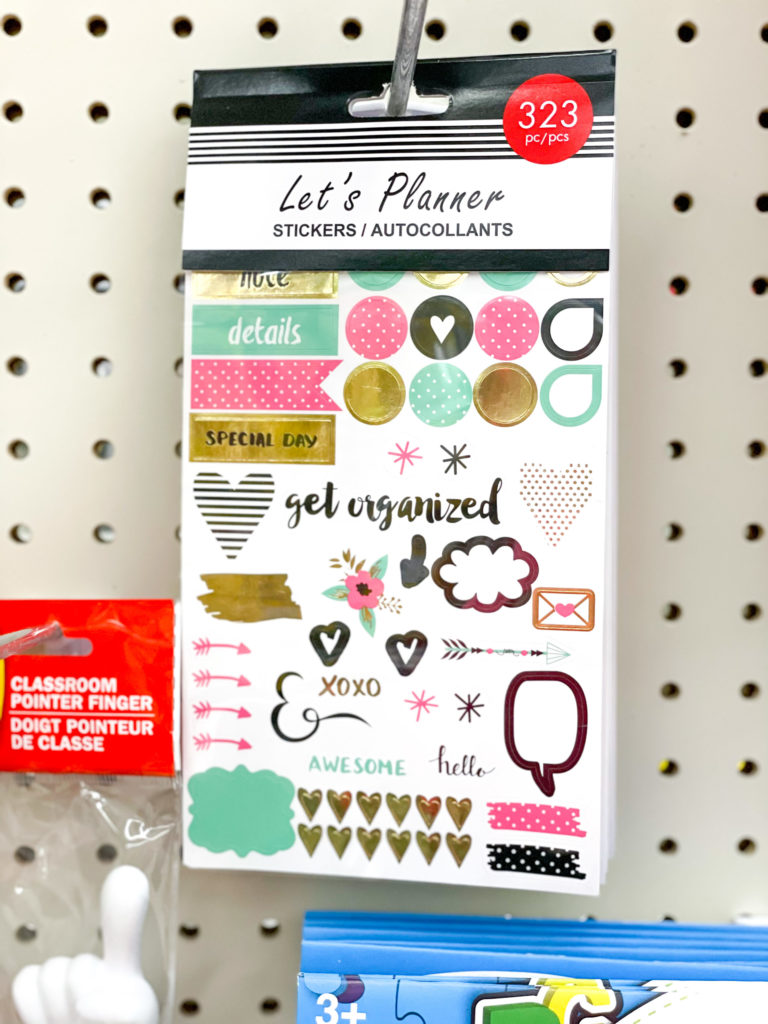 323
pc/pcs
Let's Planner
STICKERS / AUTOCOLLANTS
note
details
SPECIAL DAY
get organized
XOXO
&
AWESOME
hello
CLASSROOM
POINTER FINGER
DOIGT POINTEUR
DE CLASSE
3+